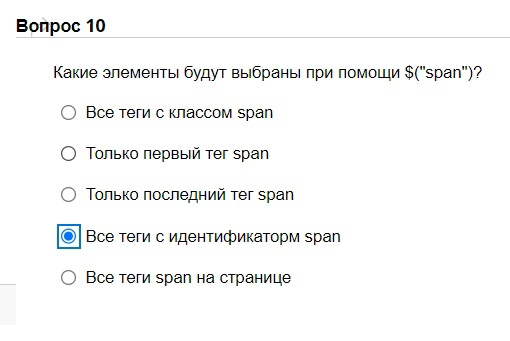 Вопрос 10
Какие элементы будут выбраны при помощи $("span")?
Все теги с классом span
Только первый тег span
Только последний тег span
Все теги с идентификаторм span
Все теги span на странице